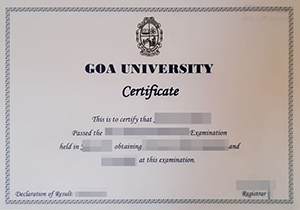 GOA UNIVERSITY
Certificate
This is to certify that
Passed the Examination
held in obtaining and
at this examination.
Declaration of Result:
Registrar